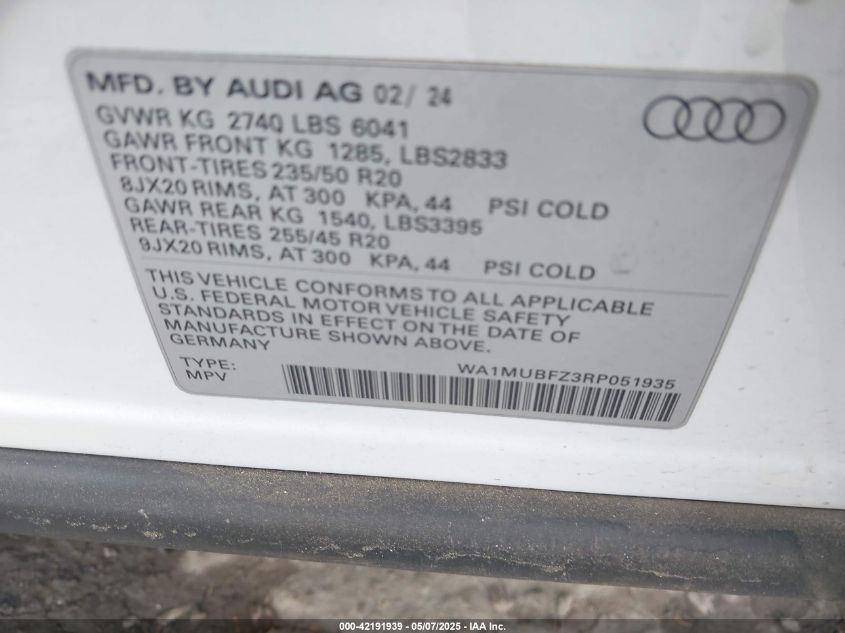 MFD. BY AUDI AG 02/ 24
GVWR KG 2740 LBS 6041
GAWR FRONT KG 1285, LBS2833
FRONT-TIRES 235/50 R20
8JX20 RIMS, AT 300 KPA, 44 PSI COLD
GAWR REAR KG 1540, LBS3395
REAR-TIRES 255/45 R20
9JX20 RIMS, AT 300 KPA, 44 PSI COLD
THIS VEHICLE CONFORMS TO ALL APPLICABLE
U.S. FEDERAL MOTOR VEHICLE SAFETY
STANDARDS IN EFFECT ON THE DATE OF
MANUFACTURE SHOWN ABOVE.
GERMANY
TYPE: WA1MUBFZ3RP051935
MPV
000-42191939 - 05/07/2025 - IAA Inc.